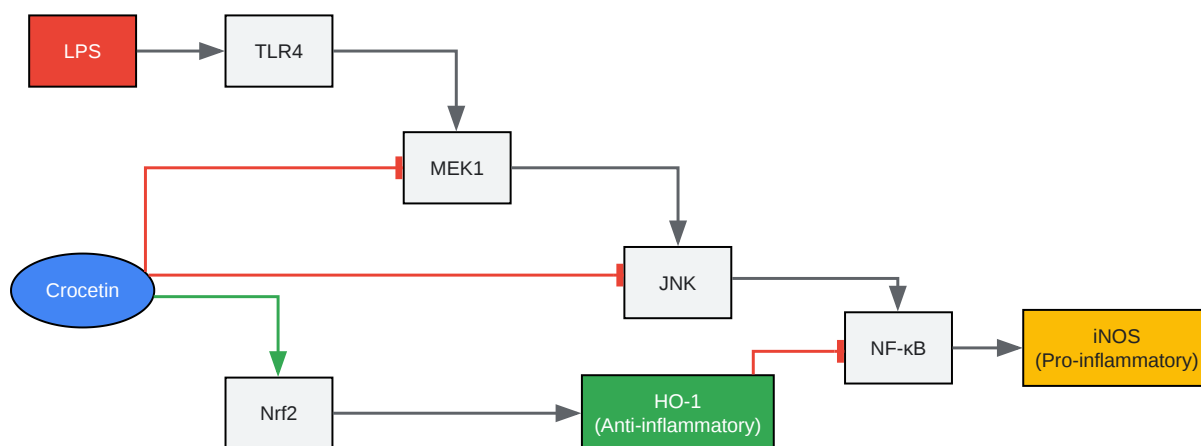 LPS
TLR4
MEK1
Crocetin
JNK
NF-κB
iNOS
(Pro-inflammatory)
Nrf2
HO-1
(Anti-inflammatory)